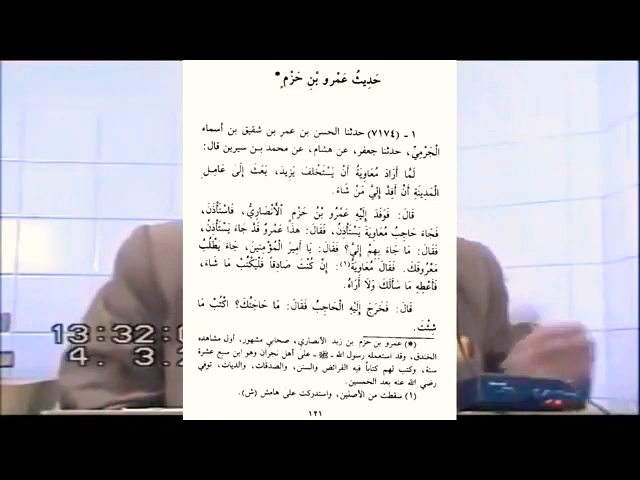 حَدِيثُ عَمْرِو بْنِ حَزْمٍ*
١ - (٧١٧٤) حدثنا الحسن بن عمر بن شقيق بن أسماء
الْجَرْمِيّ، حدثنا جعفر، عن هشام، عن محمد بن سيرين قال:
لَمَّا أَرَادَ مُعَاوِيَةُ أَنْ يَسْتَخْلِفَ يَزِيدَ، بَعَثَ إِلَى عَامِلِ
الْمَدِينَةِ أَنْ أَفِدْ إِلَيَّ مَنْ شَاءَ.
قَالَ: فَوَفَدَ إِلَيْهِ عَمْرُو بْنُ حَزْمٍ الْأَنْصَارِيُّ، فَاسْتَأْذَنَ،
فَجَاءَ حَاجِبُ مُعَاوِيَةَ يَسْتَأْذِنُ، فَقَالَ: هذَا عَمْرٌو قَدْ جَاءَ يَسْتَأْذِنُ،
فَقَالَ: مَا جَاءَ بِهِمْ إِلَيَّ؟ فَقَالَ: يَا أَمِيرَ الْمُؤْمِنِينَ، جَاءَ يَطْلُبُ
مَعْرُوفَكَ. فَقَالَ مُعَاوِيَةُ(١): إِنْ كُنْتَ صَادِقاً فَلْيَكْتُبْ مَا شَاءَ،
فَأَعْطِهِ مَا سَأَلَكَ وَلَا أَرَاهُ.
قَالَ: فَخَرَجَ إِلَيْهِ الْحَاجِبُ فَقَالَ: مَا حَاجَتُكَ؟ اكْتُبْ مَا
شِئْتَ.
(*) عمرو بن حزم بن زيد الأنصاري، صحابي مشهور، أول مشاهده
الخندق، وقد استعمله رسول الله - ﷺ - على أهل نجران وهو ابن سبع عشرة
سنة، وكتب لهم كتاباً فيه الفرائض والسنن، والصدقات، والديات، توفي
رضي الله عنه بعد الخمسين.
(١) سقطت من الأصلين، واستدركت على هامش (ش).
١٢١
13:32:0
4. 3.2